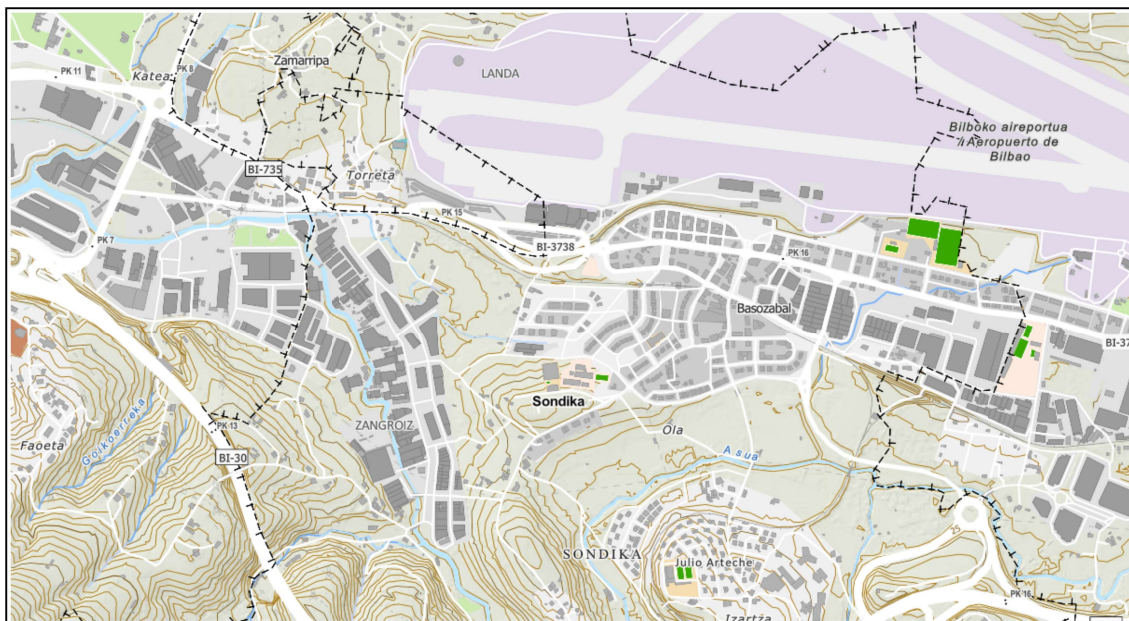 Zamarripa
LANDA
PK 11
Katea
PK 8
Bilboko aireportua
/ Aeropuerto de
Bilbao
BI-735
Torreta
PK 15
PK 7
BI-3738
PK 16
Basozabal
BI-37
Sondika
ZANGROIZ
Goikoerreka
Faoeta
PK 13
BI-30
Ola
Asua
SONDIKA
Julio Arteche
25
PK 16
Izartza